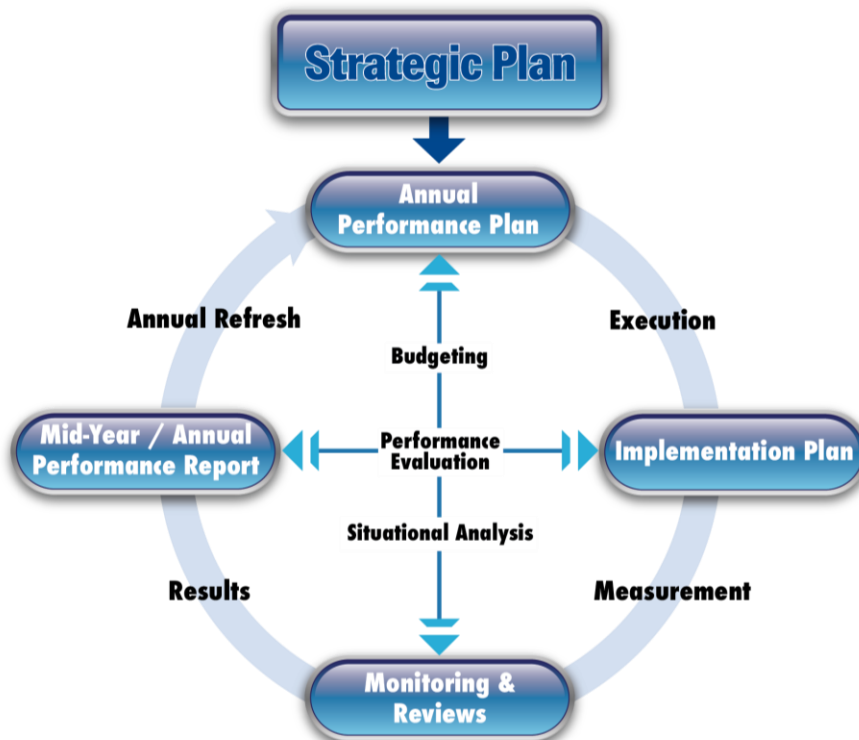 Strategic Plan
Annual
Performance Plan
Annual Refresh
Execution
Budgeting
Mid-Year / Annual
Performance Report
Performance
Evaluation
Implementation Plan
Situational Analysis
Results
Measurement
Monitoring &
Reviews